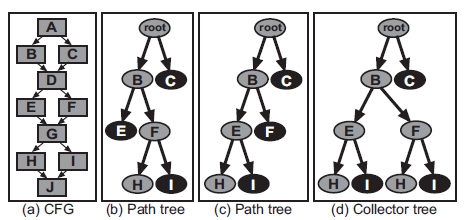 A
B C
D
E F
G
H I
J
(a) CFG
root
B C
E F
H I
(b) Path tree
root
B C
E F
H I
(c) Path tree
root
B C
E F
H I H I
(d) Collector tree